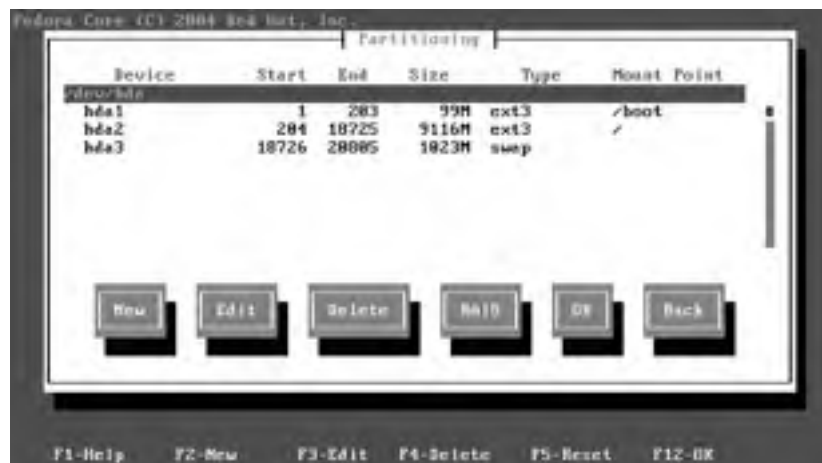 Fedora Core (C) 2004 Red Hat, Inc.
Partitioning
Device Start End Size Type Mount Point
/dev/hda
hda1 1 203 99M ext3 /boot
hda2 204 18725 9116M ext3 /
hda3 18726 20805 1023M swap
New Edit Delete RAID OK Back
F1-Help F2-New F3-Edit F4-Delete F5-Reset F12-OK